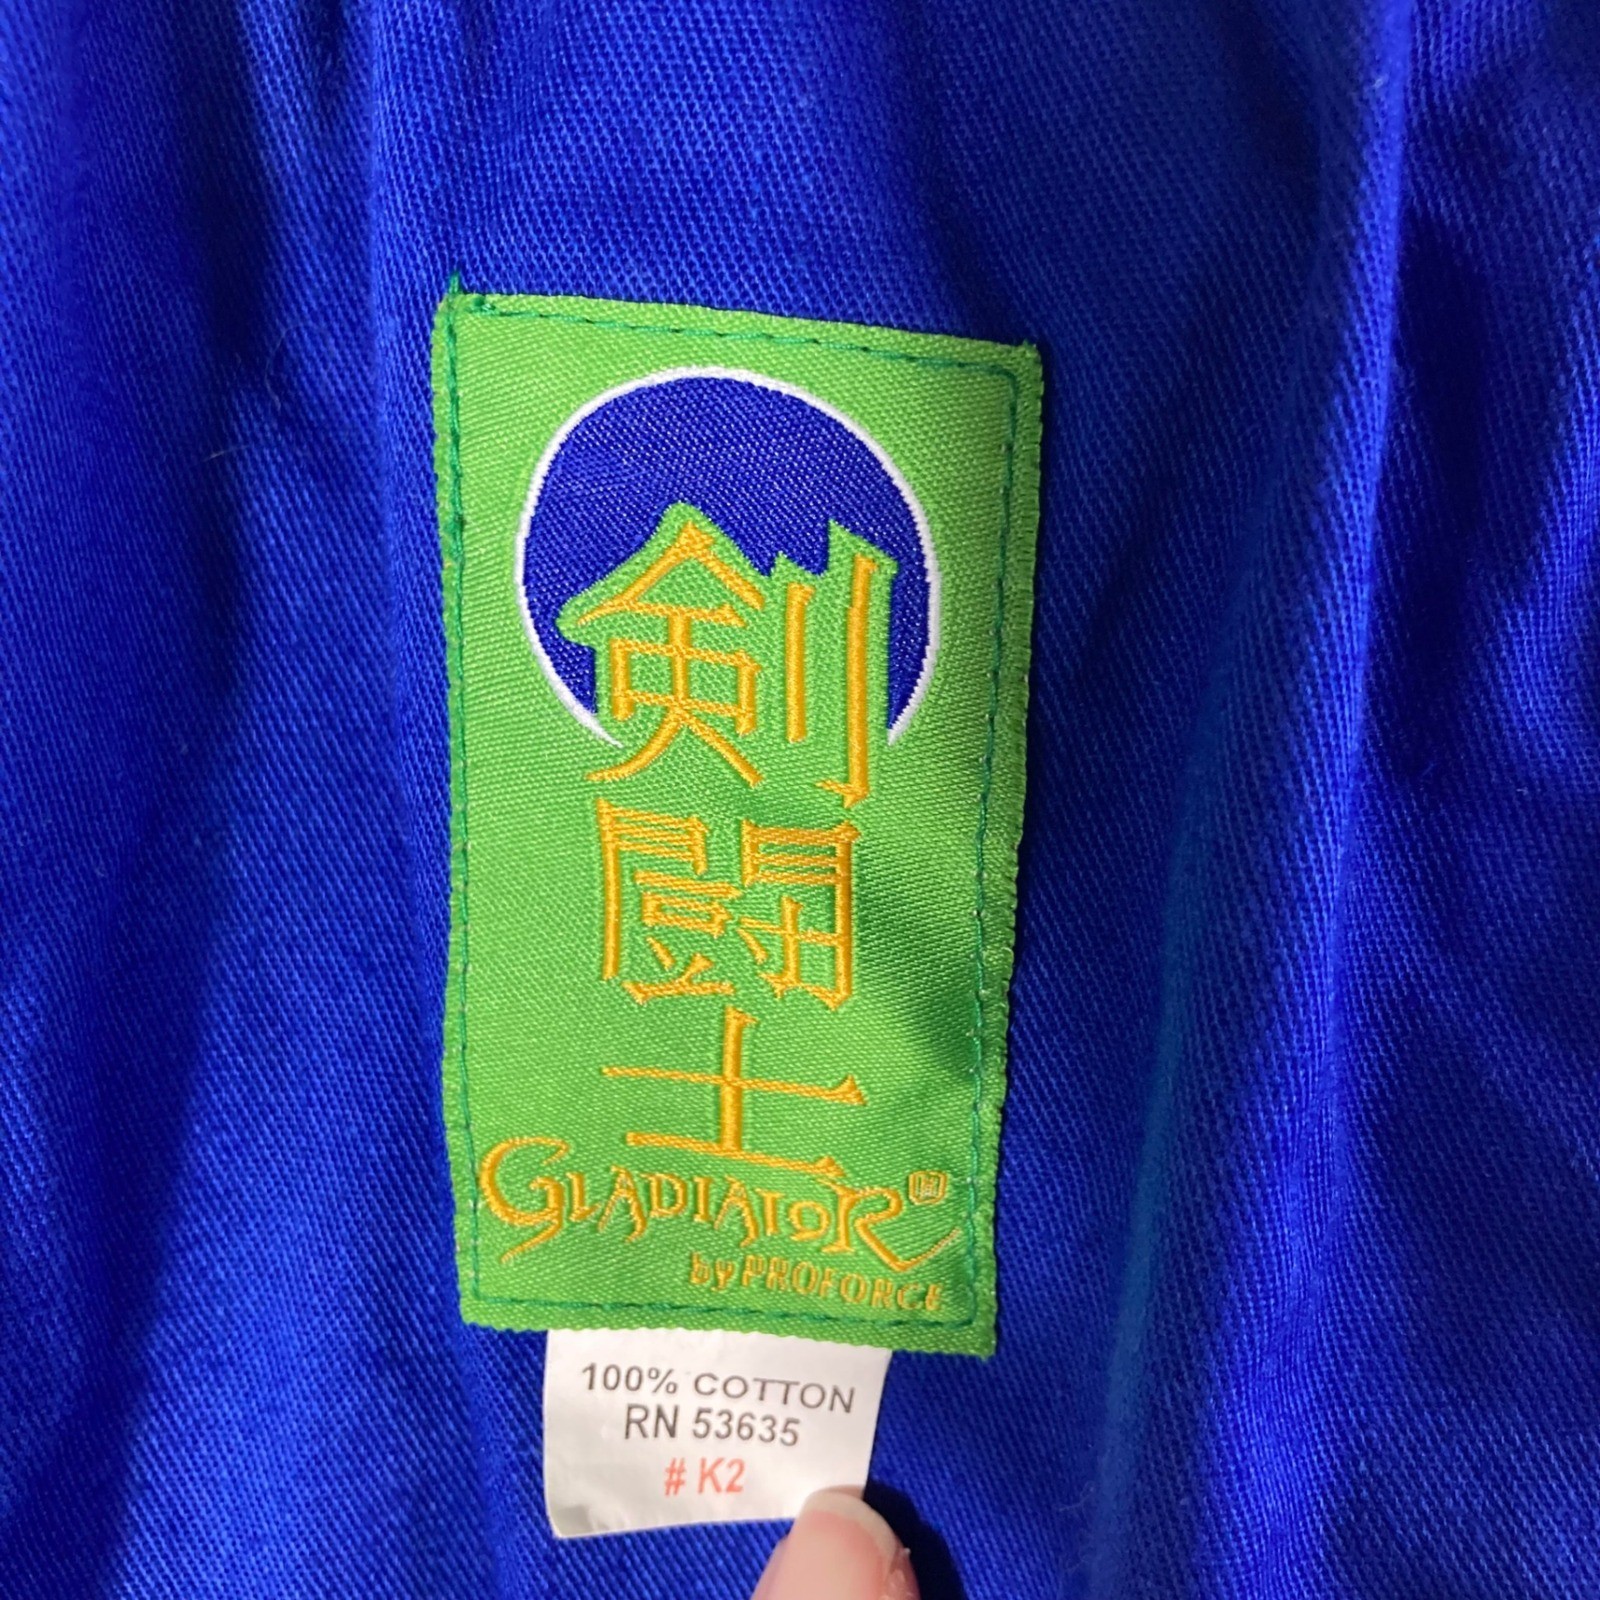 剣
闘
士
GLADIATOR®
by PROFORCE
100% COTTON
RN 53635
# K2